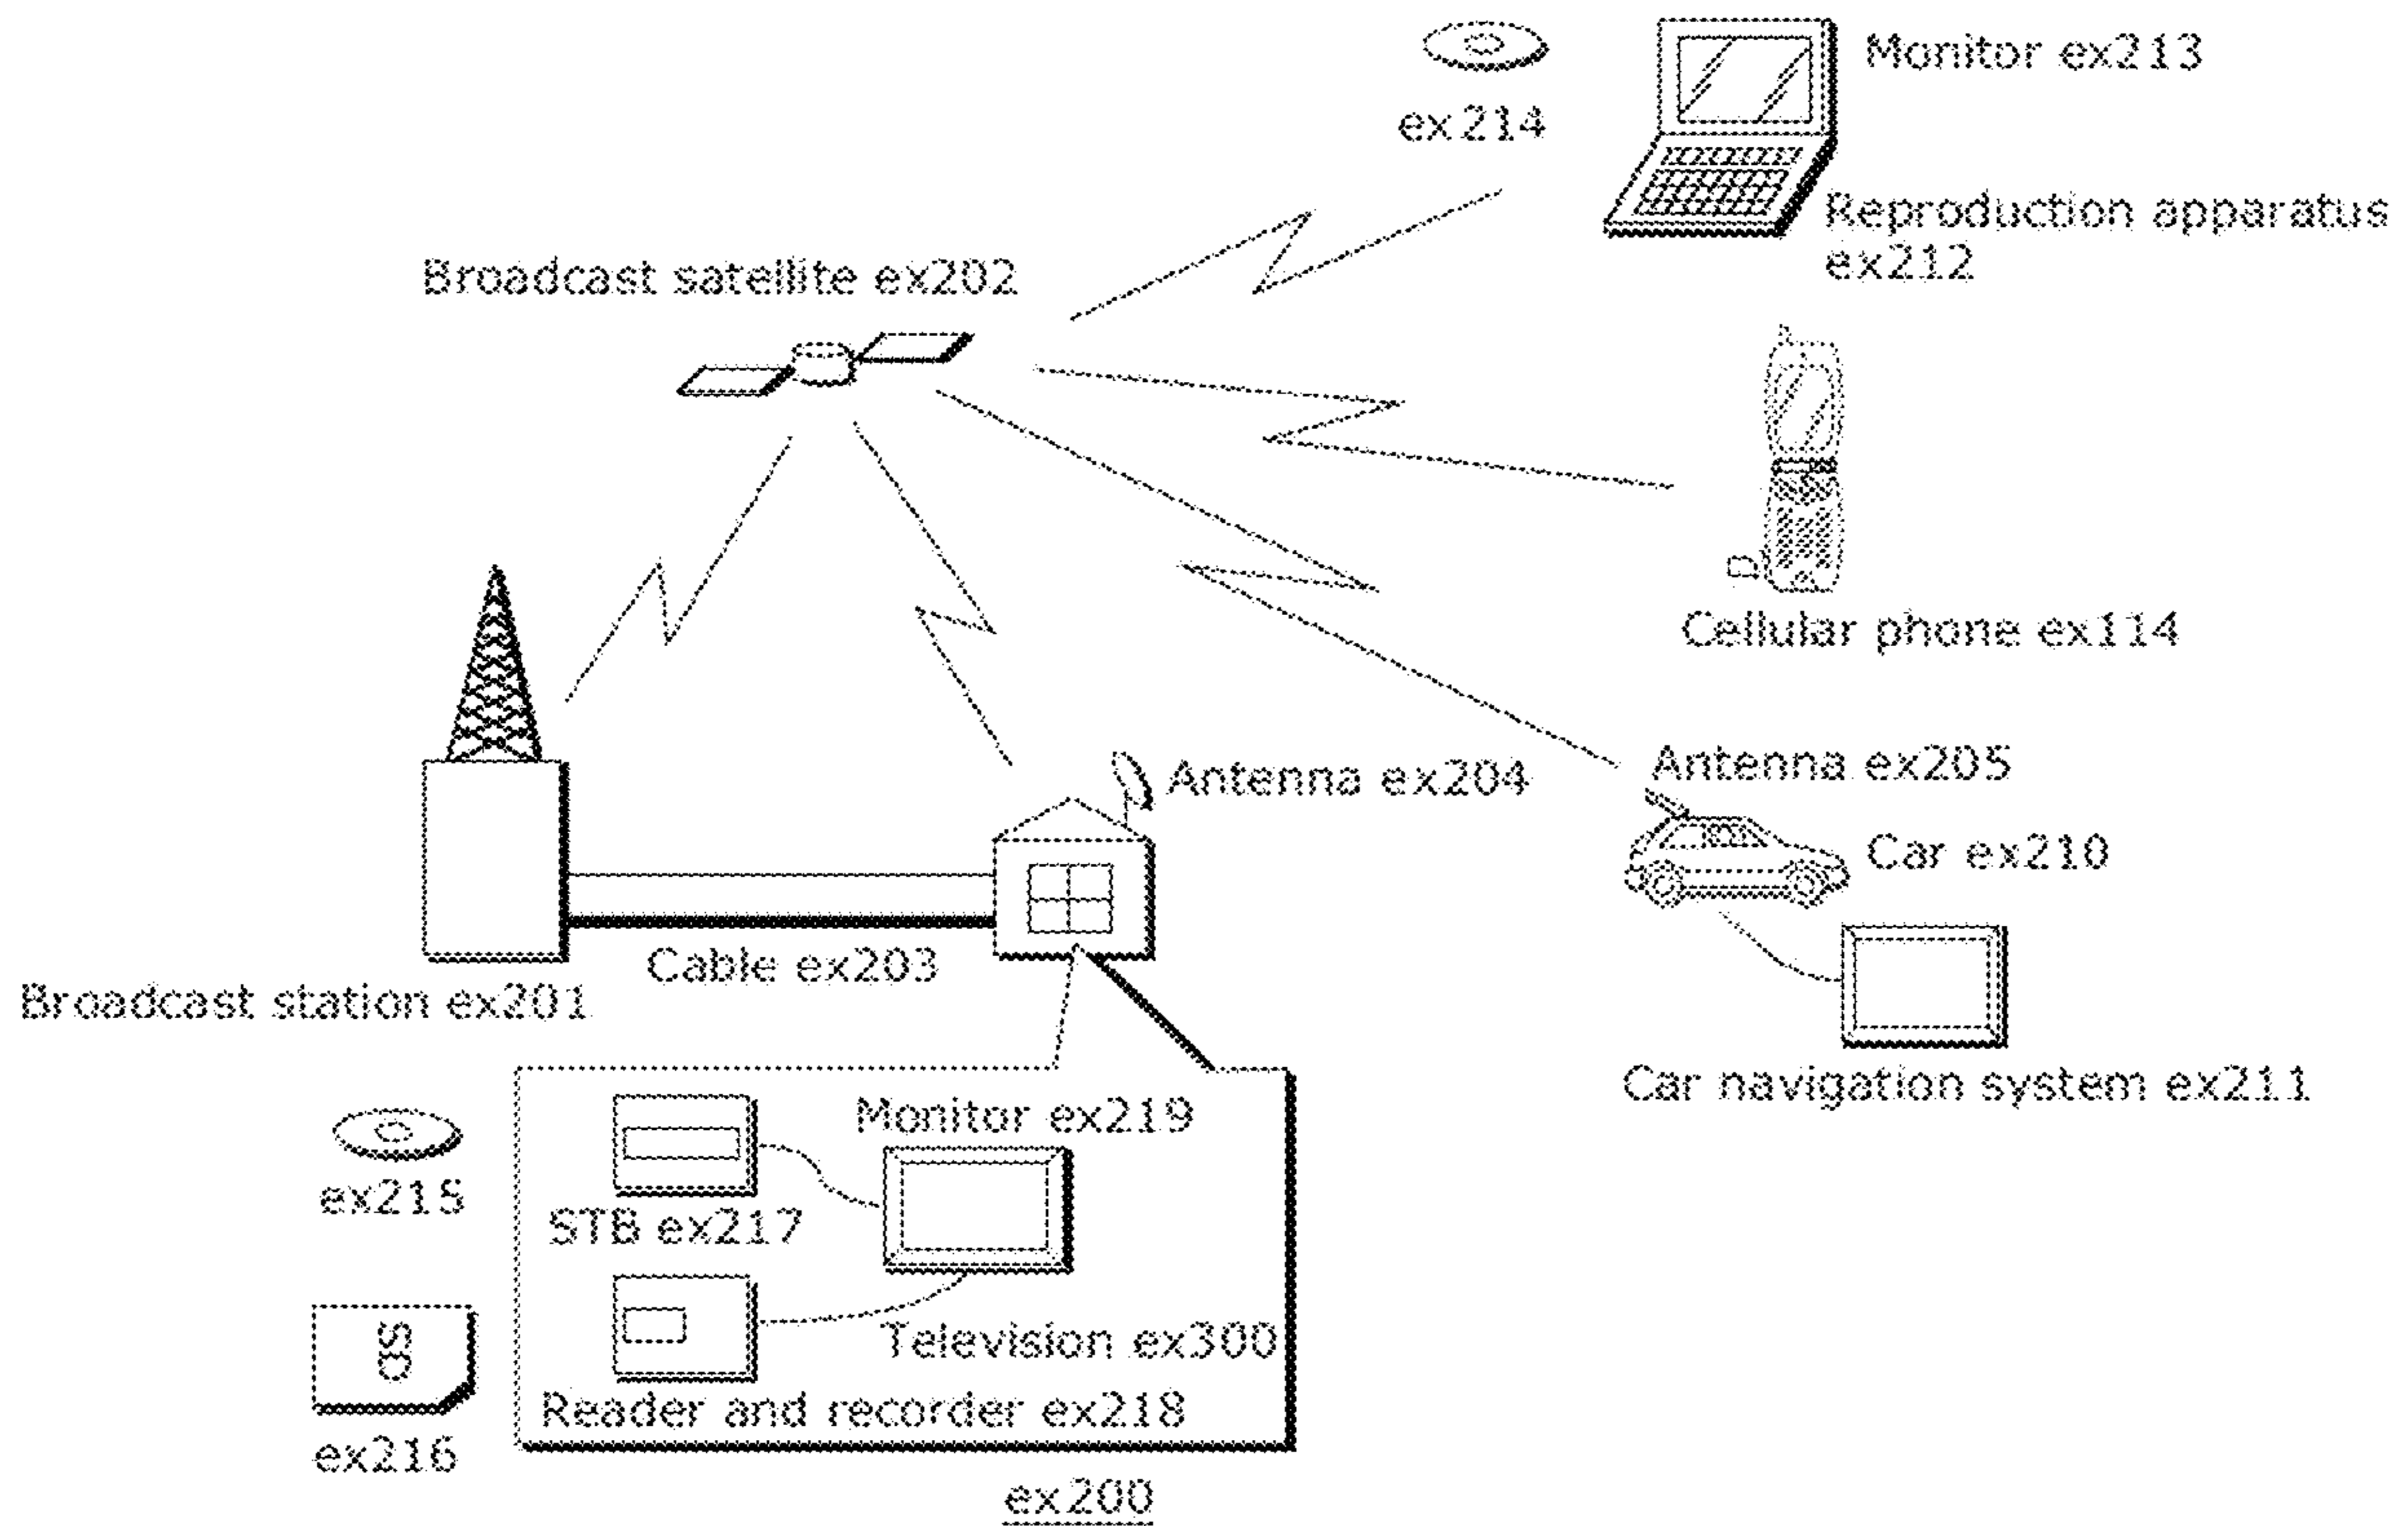 Monitor ex213
ex214
Reproduction apparatus
ex212
Broadcast satellite ex202
Cellular phone ex114
Antenna ex205
Antenna ex204
Car ex210
Cable ex203
Broadcast station ex201
Car navigation system ex211
Monitor ex219
ex215
STB ex217
SD
Television ex300
Reader and recorder ex218
ex216
ex200